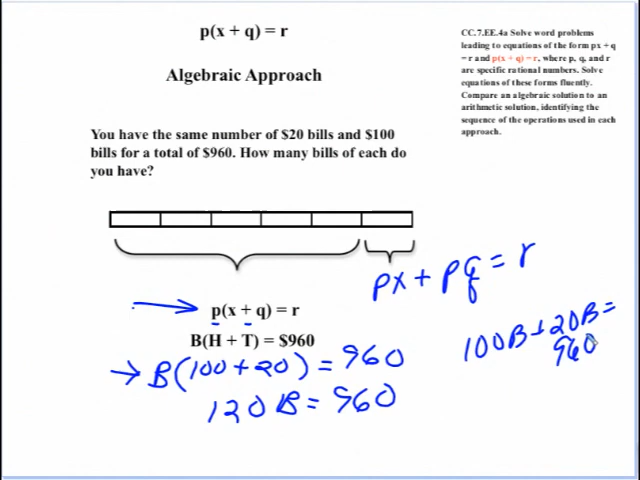 p(x + q) = r
Algebraic Approach
CC.7.EE.4a Solve word problems
leading to equations of the form px + q
= r and p(x + q) = r, where p, q, and r
are specific rational numbers. Solve
equations of these forms fluently.
Compare an algebraic solution to an
arithmetic solution, identifying the
sequence of the operations used in each
approach.
You have the same number of $20 bills and $100
bills for a total of $960. How many bills of each do
you have?
px + pq = r
p(x + q) = r
B(H + T) = $960
B(100 + 20) = 960
120B = 960
100B + 20B =
960